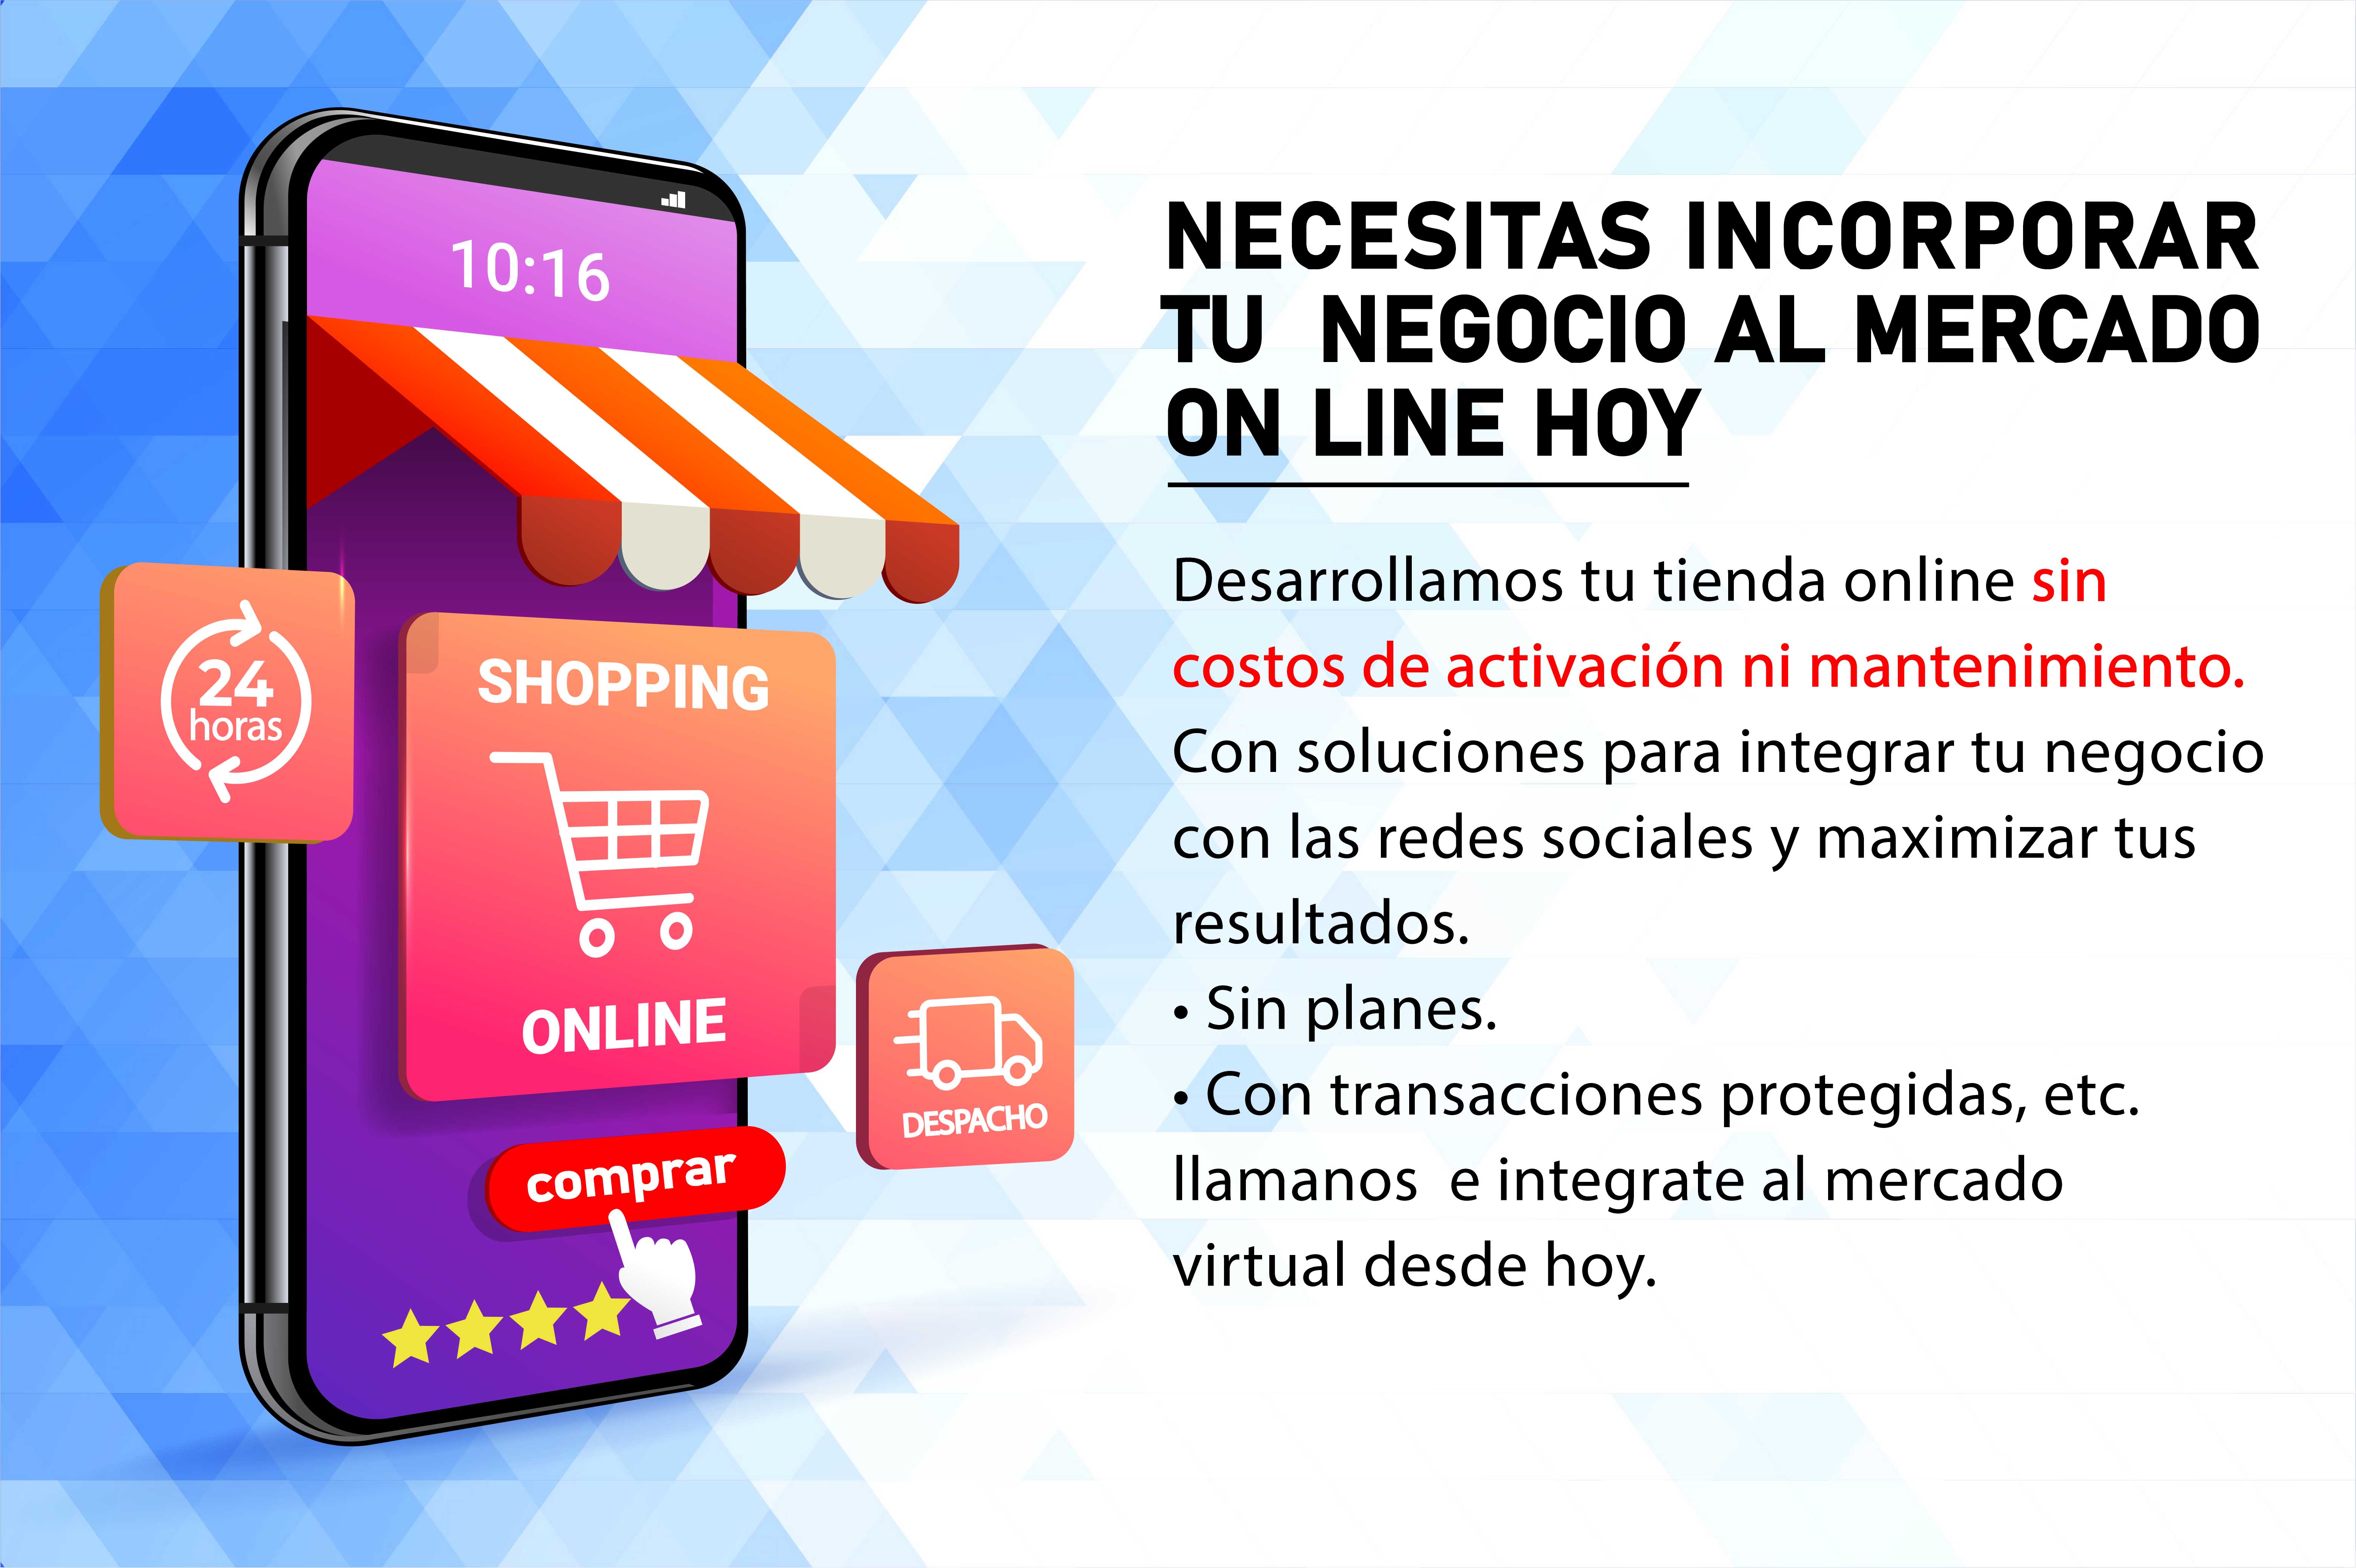 10:16
24
horas
SHOPPING
ONLINE
DESPACHO
comprar
NECESITAS INCORPORAR
TU NEGOCIO AL MERCADO
ON LINE HOY
Desarrollamos tu tienda online sin
costos de activación ni mantenimiento.
Con soluciones para integrar tu negocio
con las redes sociales y maximizar tus
resultados.
• Sin planes.
• Con transacciones protegidas, etc.
llamanos e integrate al mercado
virtual desde hoy.